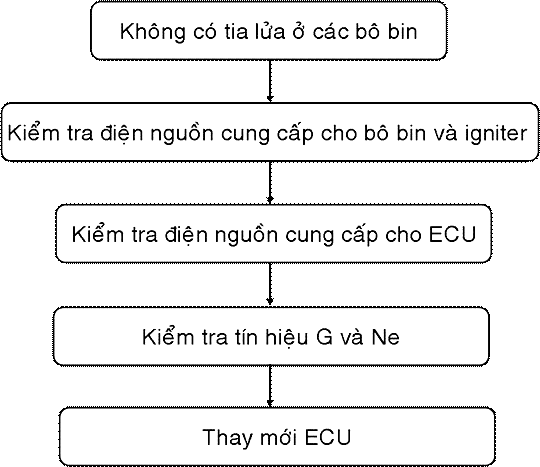 Không có tia lửa ở các bô bin
Kiểm tra điện nguồn cung cấp cho bô bin và igniter
Kiểm tra điện nguồn cung cấp cho ECU
Kiểm tra tín hiệu G và Ne
Thay mới ECU